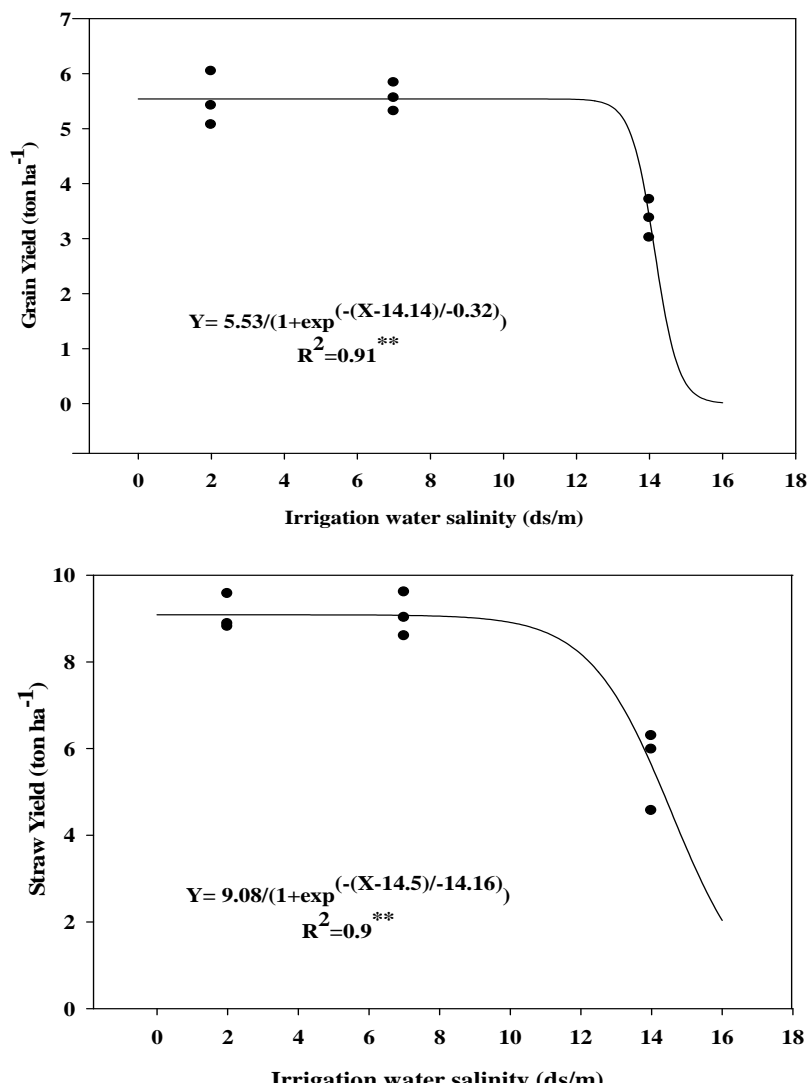 7
6
5
4
3
2
1
0
Grain Yield (ton ha-1)
Y= 5.53/(1+exp(-(X-14.14)/-0.32))
R2=0.91**
0 2 4 6 8 10 12 14 16 18
Irrigation water salinity (ds/m)
10
8
6
4
2
0
Straw Yield (ton ha-1)
Y= 9.08/(1+exp(-(X-14.5)/-14.16))
R2=0.9**
0 2 4 6 8 10 12 14 16 18
Irrigation water salinity (ds/m)